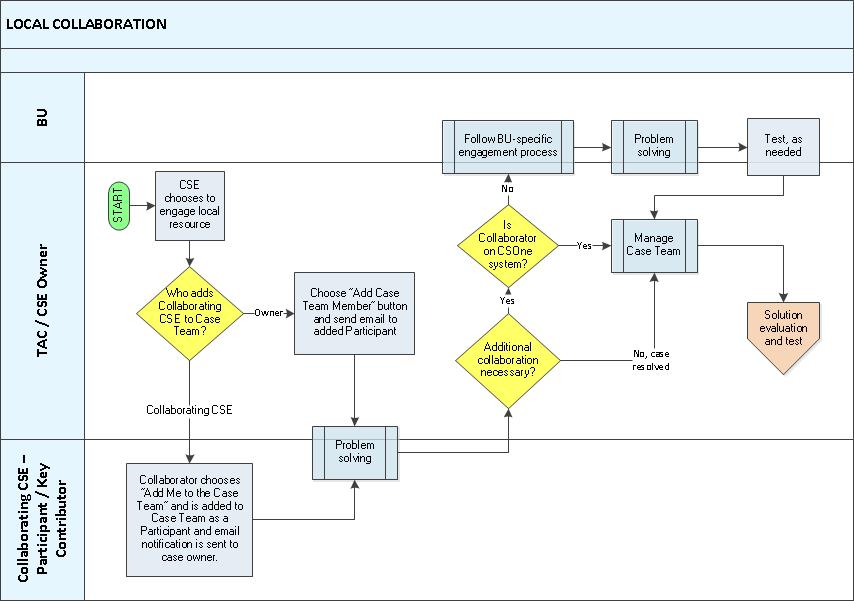 LOCAL COLLABORATION
BU
Follow BU-specific
engagement process
Problem
solving
Test, as
needed
TAC / CSE Owner
START
CSE
chooses to
engage local
resource
Who adds
Collaborating
CSE to Case
Team?
Owner
Choose "Add Case
Team Member" button
and send email to
added Participant
Collaborating CSE
No
Is
Collaborator
on CSOne
system?
Yes
Manage
Case Team
Yes
Additional
collaboration
necessary?
No, case
resolved
Solution
evaluation
and test
Collaborating CSE –
Participant / Key
Contributor
Problem
solving
Collaborator chooses
"Add Me to the Case
Team" and is added to
Case Team as a
Participant and email
notification is sent to
case owner.